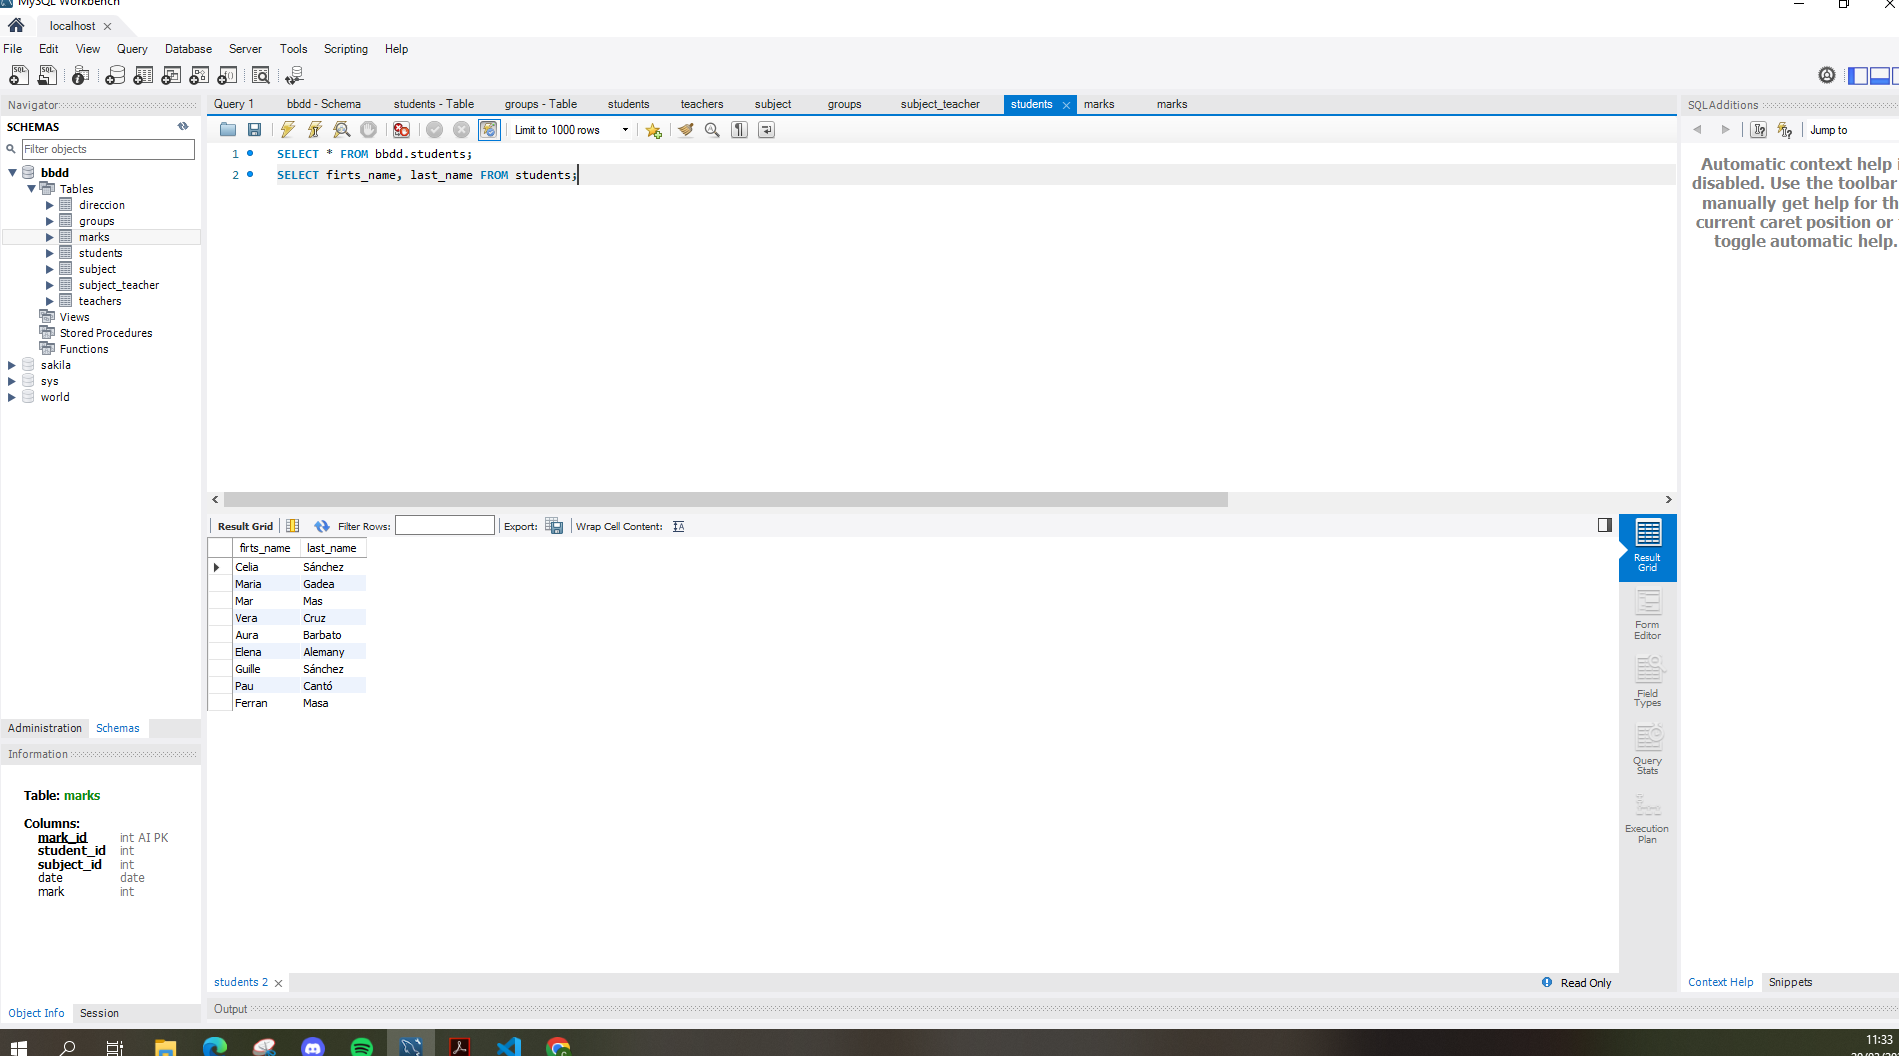 MySQL Workbench
localhost
File Edit View Query Database Server Tools Scripting Help
Navigator
SCHEMAS
Filter objects
bbdd
Tables
direccion
groups
marks
students
subject
subject_teacher
teachers
Views
Stored Procedures
Functions
sakila
sys
world
Administration Schemas
Information
Table: marks
Columns:
mark_id int AI PK
student_id int
subject_id int
date date
mark int
Object Info Session
Query 1 bbdd - Schema students - Table groups - Table students teachers subject groups subject_teacher students marks marks
Limit to 1000 rows
1 SELECT * FROM bbdd.students;
2 SELECT firts_name, last_name FROM students;
Result Grid Filter Rows: Export: Wrap Cell Content:
firts_name last_name
Celia Sánchez
Maria Gadea
Mar Mas
Vera Cruz
Aura Barbato
Elena Alemany
Guille Sánchez
Pau Cantó
Ferran Masa
Result
Grid
Form
Editor
Field
Types
Query
Stats
Execution
Plan
students 2
Read Only
Output
SQLAdditions
Jump to
Automatic context help i
disabled. Use the toolbar
manually get help for th
current caret position or
toggle automatic help.
Context Help Snippets
11:33